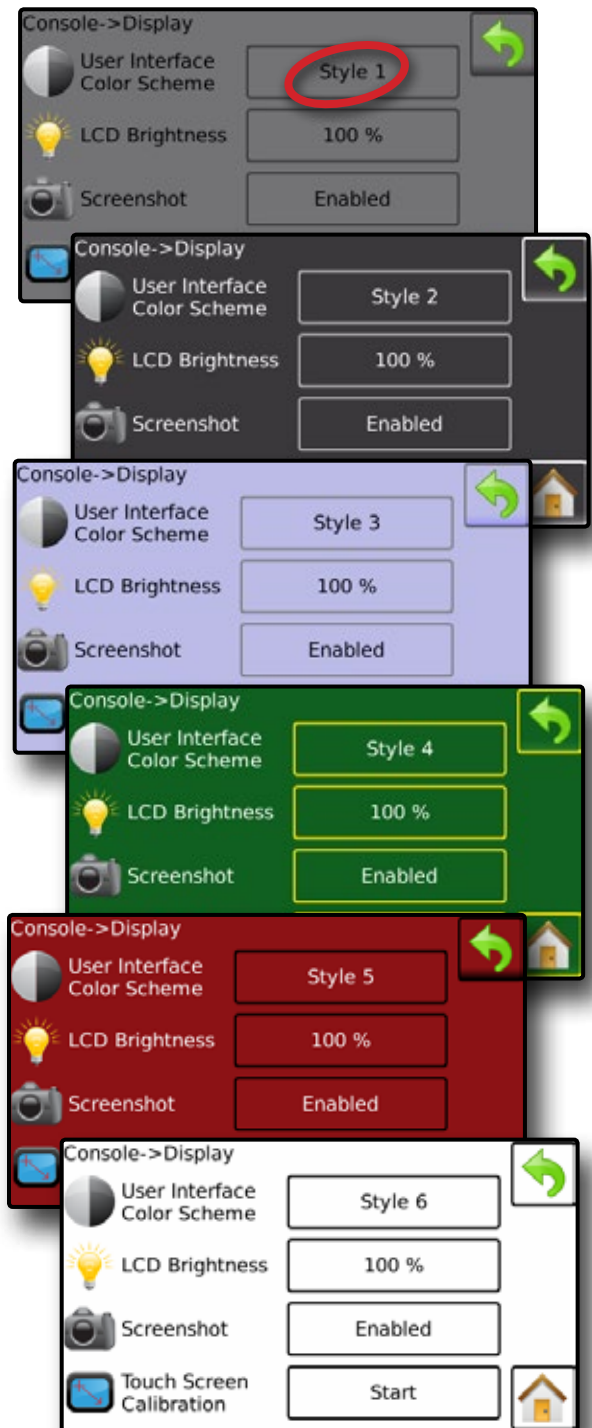 Console->Display
User Interface
Color Scheme
Style 1
LCD Brightness
100 %
Screenshot
Enabled
Console->Display
User Interface
Color Scheme
Style 2
LCD Brightness
100 %
Screenshot
Enabled
Console->Display
User Interface
Color Scheme
Style 3
LCD Brightness
100 %
Screenshot
Enabled
Console->Display
User Interface
Color Scheme
Style 4
LCD Brightness
100 %
Screenshot
Enabled
Console->Display
User Interface
Color Scheme
Style 5
LCD Brightness
100 %
Screenshot
Enabled
Console->Display
User Interface
Color Scheme
Style 6
LCD Brightness
100 %
Screenshot
Enabled
Touch Screen
Calibration
Start